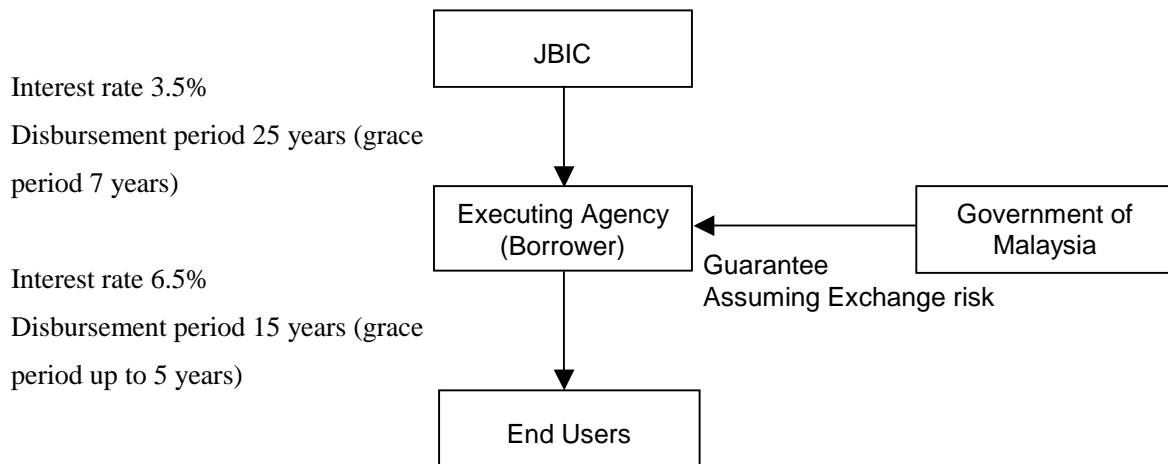 JBIC
Interest rate 3.5%
Disbursement period 25 years (grace
period 7 years)
Executing Agency
(Borrower)
Government of
Malaysia
Guarantee
Assuming Exchange risk
Interest rate 6.5%
Disbursement period 15 years (grace
period up to 5 years)
End Users